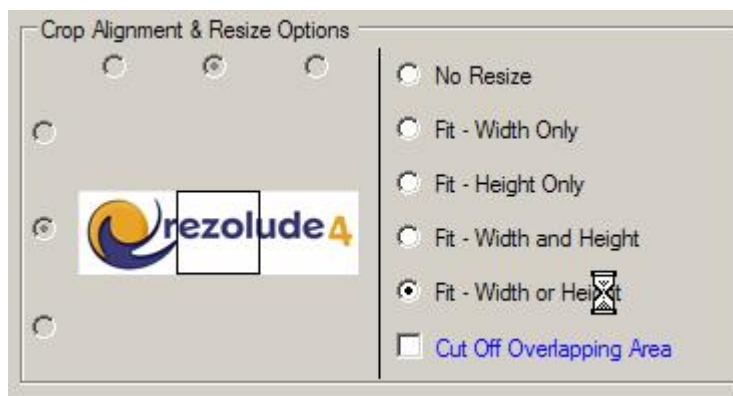 Crop Alignment & Resize Options
No Resize
Fit - Width Only
Fit - Height Only
Fit - Width and Height
rezolude4
Fit - Width or Height
Cut Off Overlapping Area